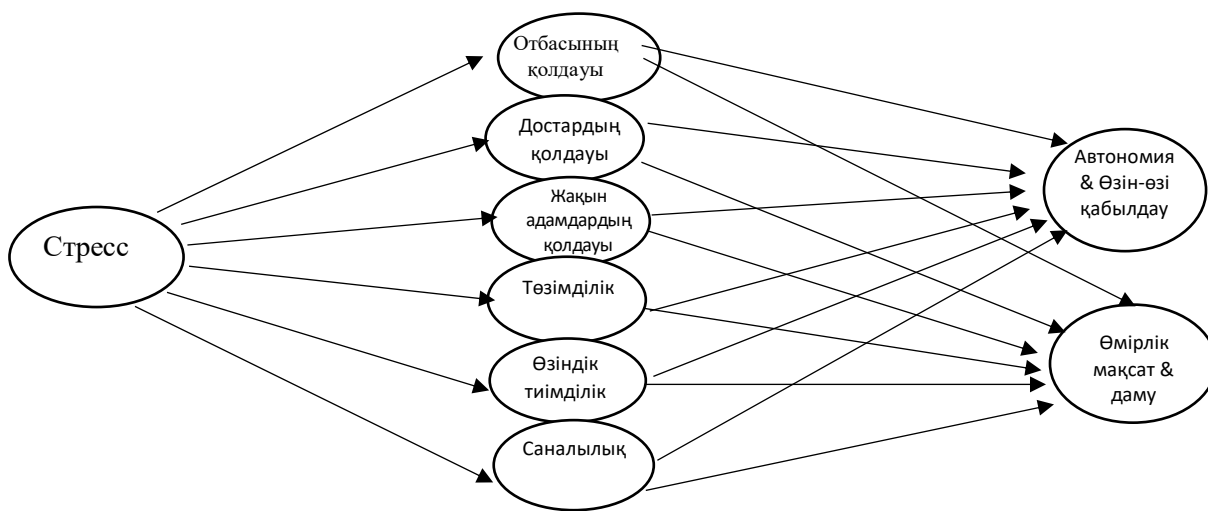 Отбасының
қолдауы
Достардың
қолдауы
Жақын
адамдардың
қолдауы
Төзімділік
Өзіндік
тиімділік
Саналылық
Стресс
Автономия
& Өзін-өзі
қабылдау
Өмірлік
мақсат &
даму